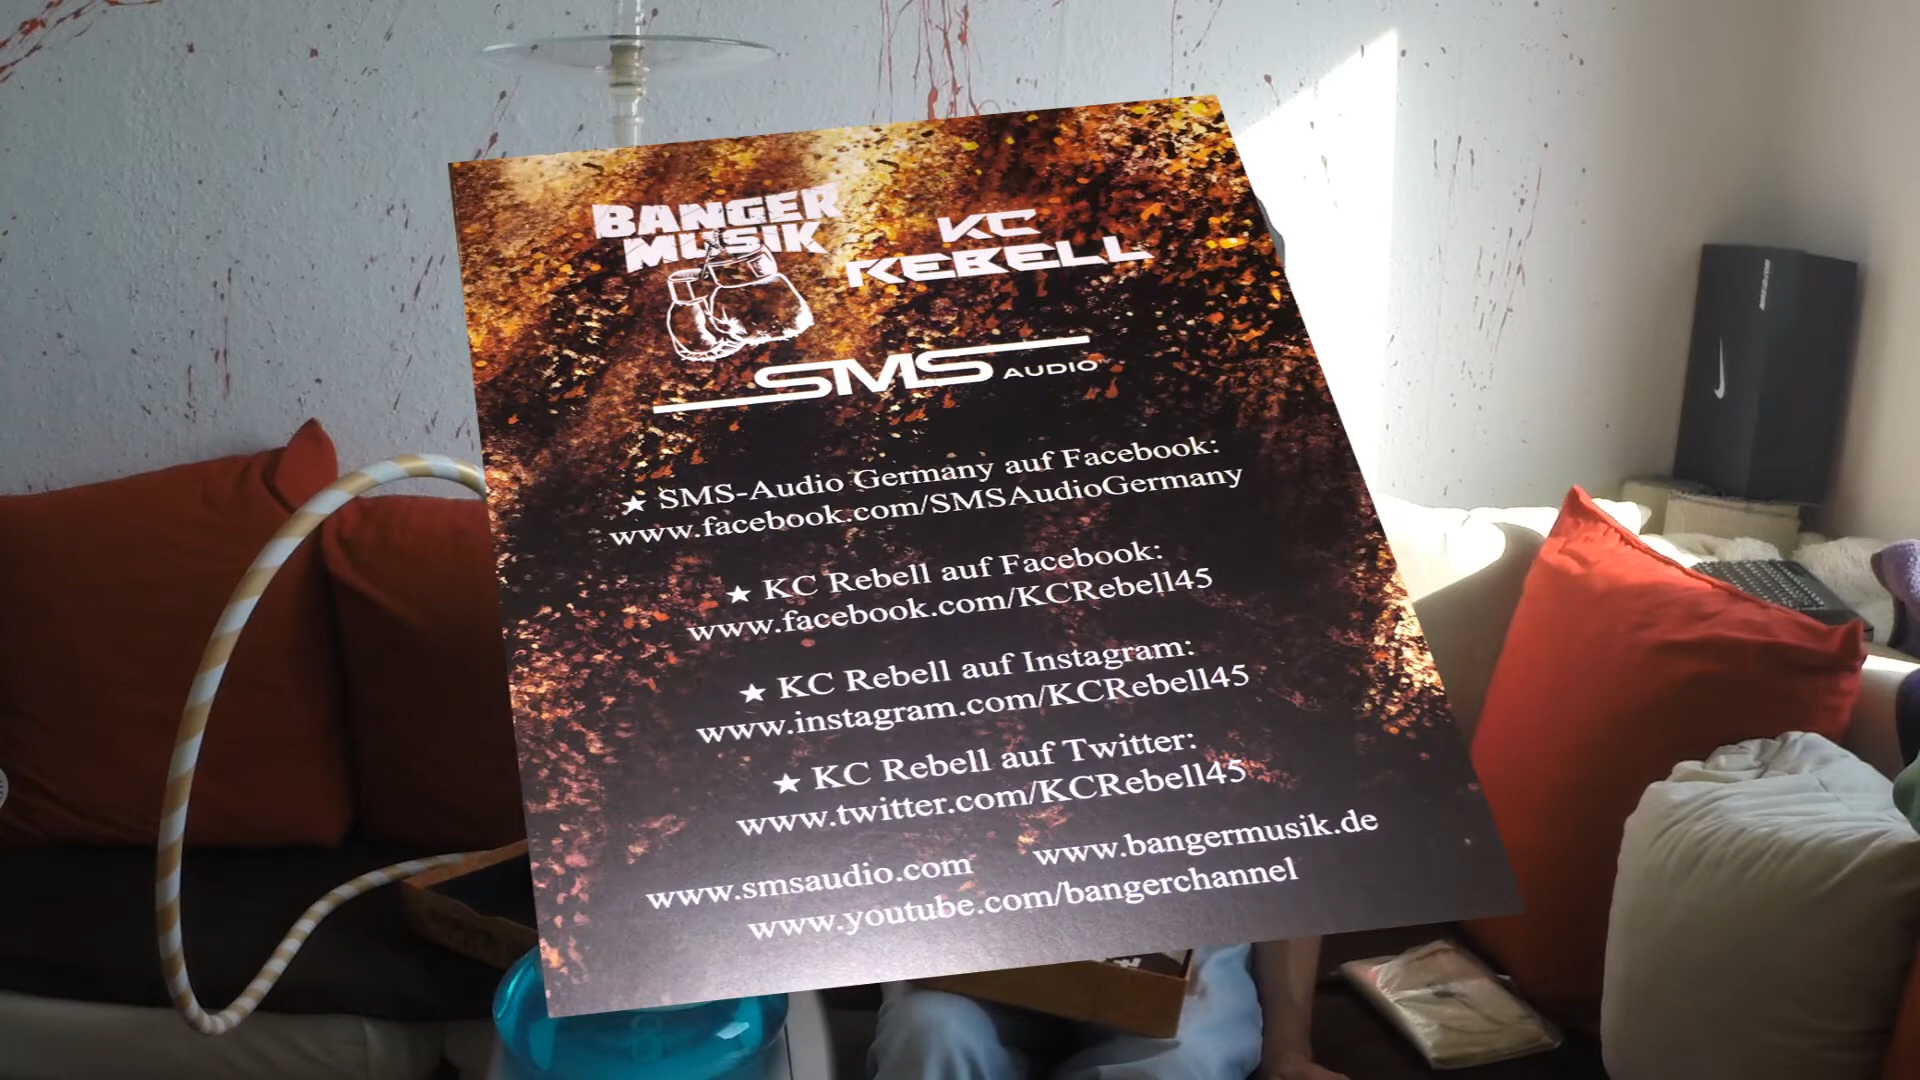 BANGER
MUSIK
KC
REBELL
SMS AUDIO
★ SMS-Audio Germany auf Facebook:
www.facebook.com/SMSAudioGermany
★ KC Rebell auf Facebook:
www.facebook.com/KCRebell45
★ KC Rebell auf Instagram:
www.instagram.com/KCRebell45
★ KC Rebell auf Twitter:
www.twitter.com/KCRebell45
www.smsaudio.com www.bangermusik.de
www.youtube.com/bangerchannel